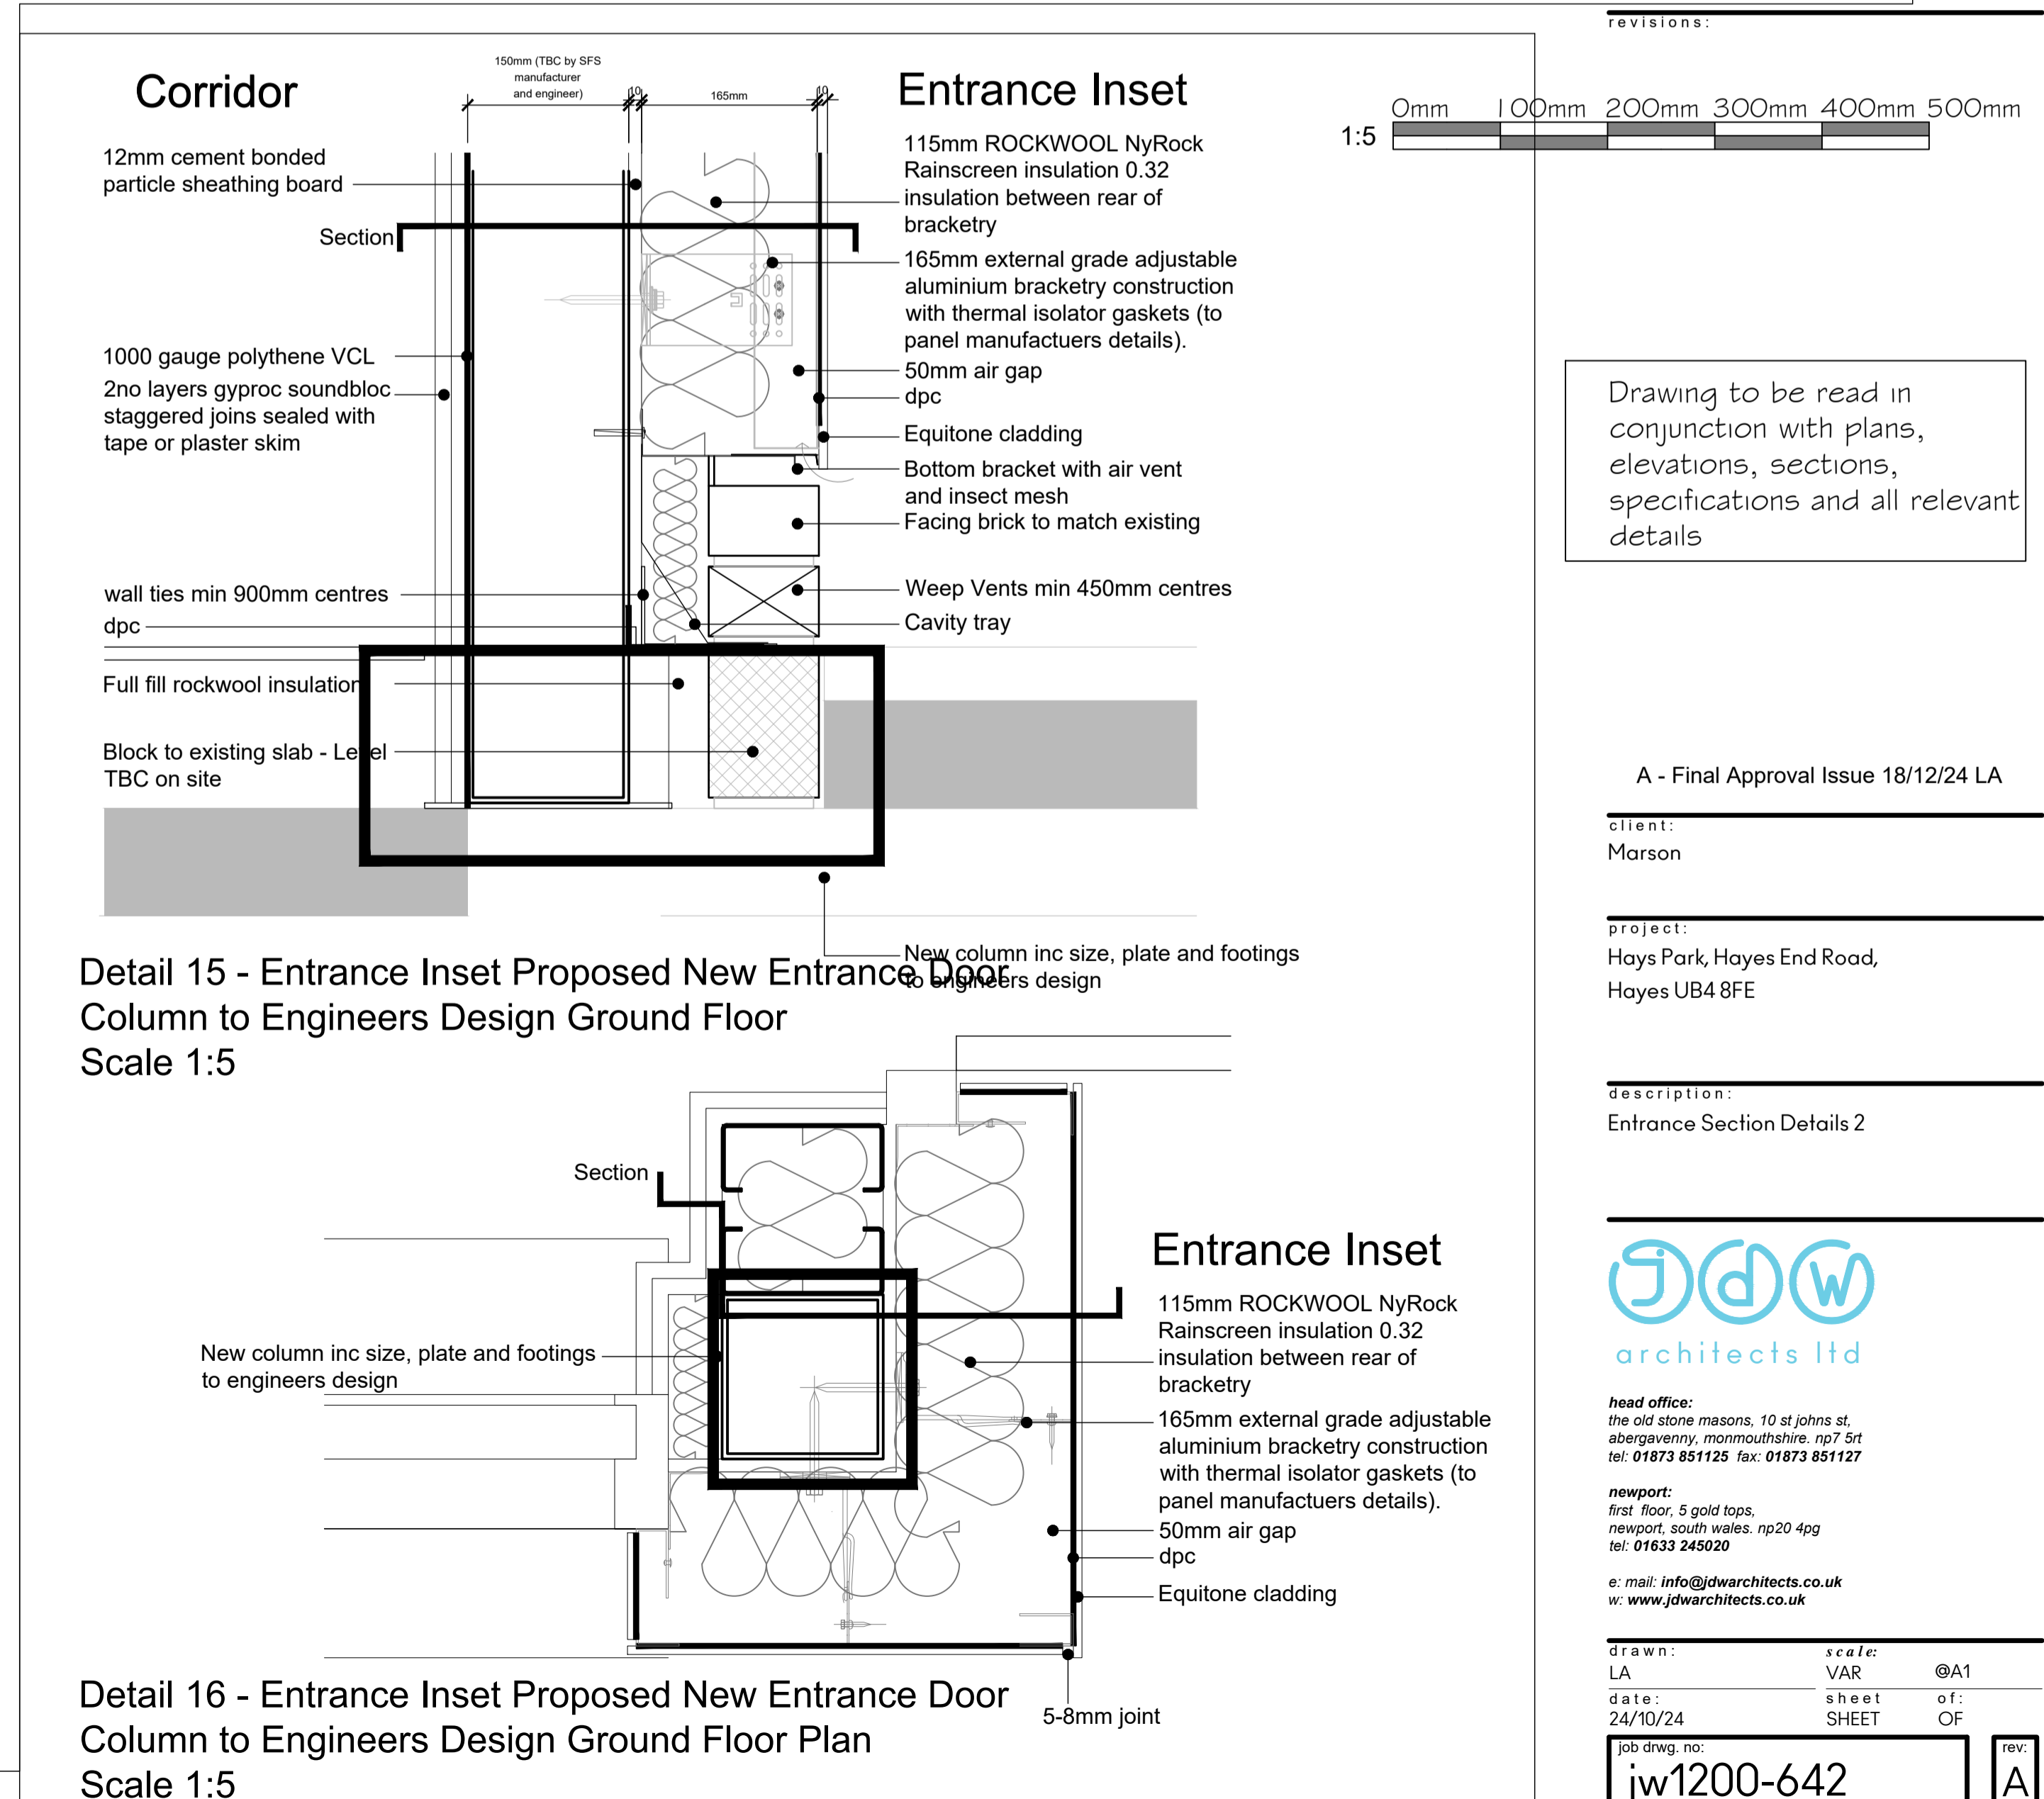 revisions:
Corridor
150mm (TBC by SFS
manufacturer
and engineer)
10
165mm
10
Entrance Inset
0mm 100mm 200mm 300mm 400mm 500mm
1:5
12mm cement bonded
particle sheathing board
Section
1000 gauge polythene VCL
2no layers gyproc soundbloc
staggered joins sealed with
tape or plaster skim
wall ties min 900mm centres
dpc
Full fill rockwool insulation
Block to existing slab - Level
TBC on site
115mm ROCKWOOL NyRock
Rainscreen insulation 0.32
insulation between rear of
bracketry
165mm external grade adjustable
aluminium bracketry construction
with thermal isolator gaskets (to
panel manufactuers details).
50mm air gap
dpc
Equitone cladding
Bottom bracket with air vent
and insect mesh
Facing brick to match existing
Weep Vents min 450mm centres
Cavity tray
New column inc size, plate and footings
to engineers design
Detail 15 - Entrance Inset Proposed New Entrance Door
Column to Engineers Design Ground Floor
Scale 1:5
Section
New column inc size, plate and footings
to engineers design
Entrance Inset
115mm ROCKWOOL NyRock
Rainscreen insulation 0.32
insulation between rear of
bracketry
165mm external grade adjustable
aluminium bracketry construction
with thermal isolator gaskets (to
panel manufactuers details).
50mm air gap
dpc
Equitone cladding
5-8mm joint
Detail 16 - Entrance Inset Proposed New Entrance Door
Column to Engineers Design Ground Floor Plan
Scale 1:5
Drawing to be read in
conjunction with plans,
elevations, sections,
specifications and all relevant
details
A - Final Approval Issue 18/12/24 LA
client:
Marson
project:
Hays Park, Hayes End Road,
Hayes UB4 8FE
description:
Entrance Section Details 2
jdw
architects ltd
head office:
the old stone masons, 10 st johns st,
abergavenny, monmouthshire. np7 5rt
tel: 01873 851125 fax: 01873 851127
newport:
first floor, 5 gold tops,
newport, south wales. np20 4pg
tel: 01633 245020
e: mail: info@jdwarchitects.co.uk
w: www.jdwarchitects.co.uk
drawn: scale:
LA VAR @A1
date: sheet of:
24/10/24 SHEET OF
job drwg. no: rev:
jw1200-642 A